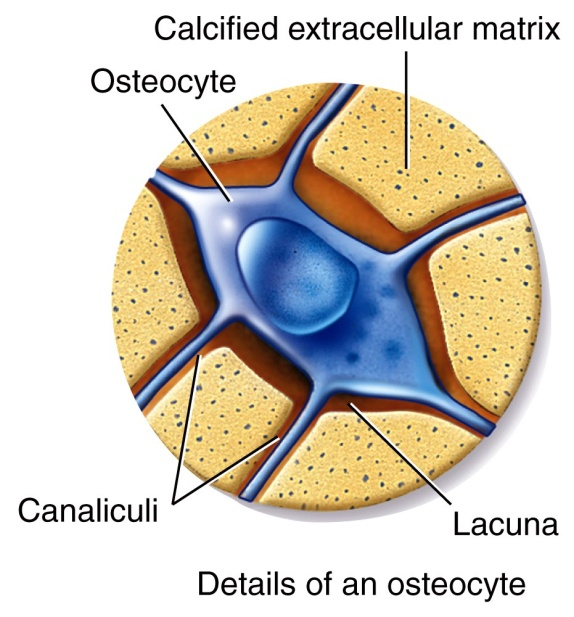 Calcified extracellular matrix
Osteocyte
Canaliculi
Lacuna
Details of an osteocyte